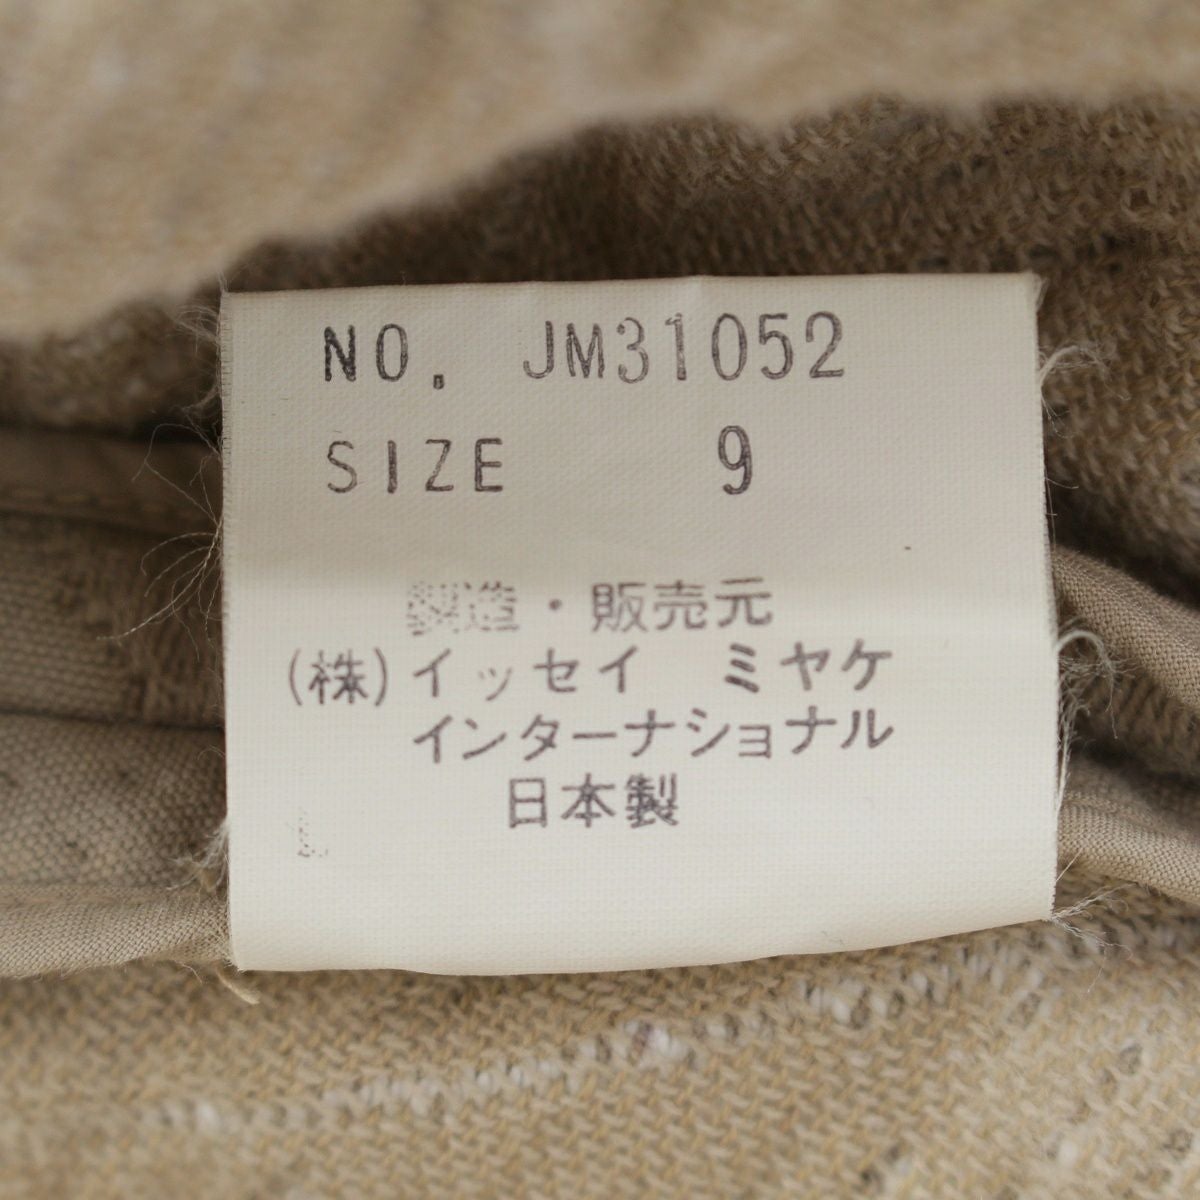 NO. JM31052
SIZE 9
製造・販売元
(株)イッセイ ミヤケ
インターナショナル
日本製